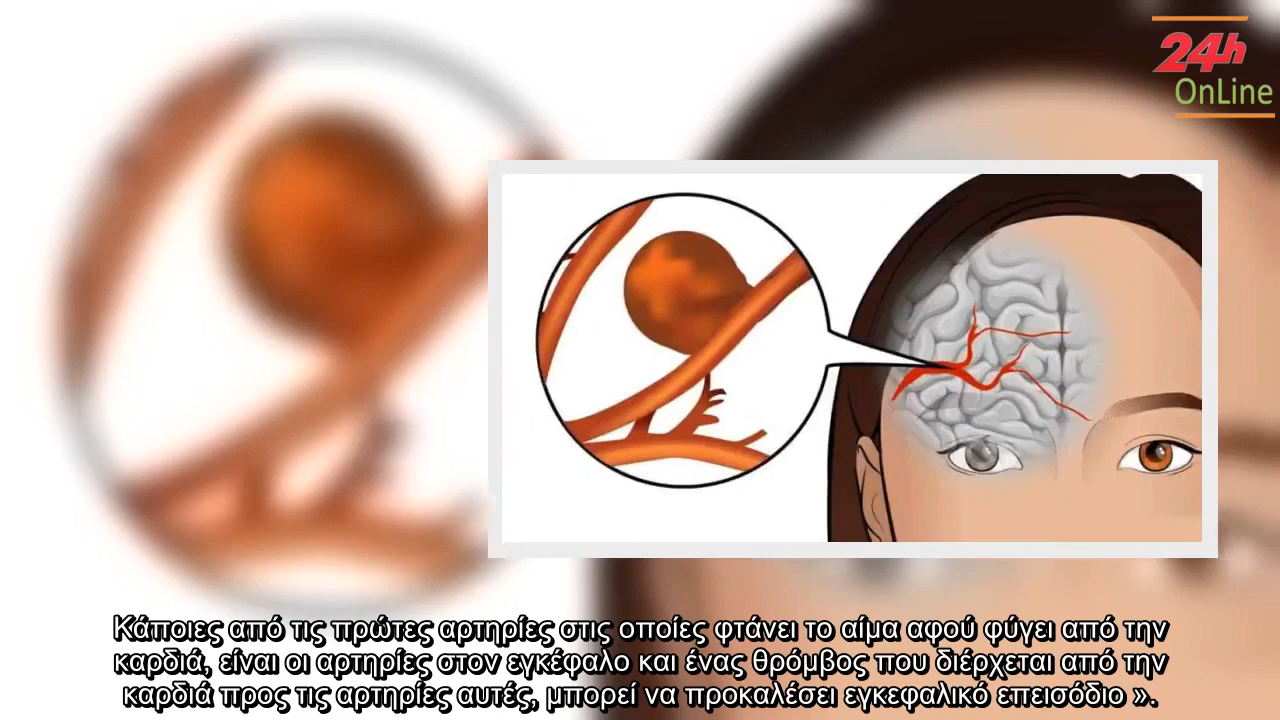 24h
OnLine
Κάποιες από τις πρώτες αρτηρίες στις οποίες φτάνει το αίμα αφού φύγει από την
καρδιά, είναι οι αρτηρίες στον εγκέφαλο και ένας θρόμβος που διέρχεται από την
καρδιά προς τις αρτηρίες αυτές, μπορεί να προκαλέσει εγκεφαλικό επεισόδιο ».